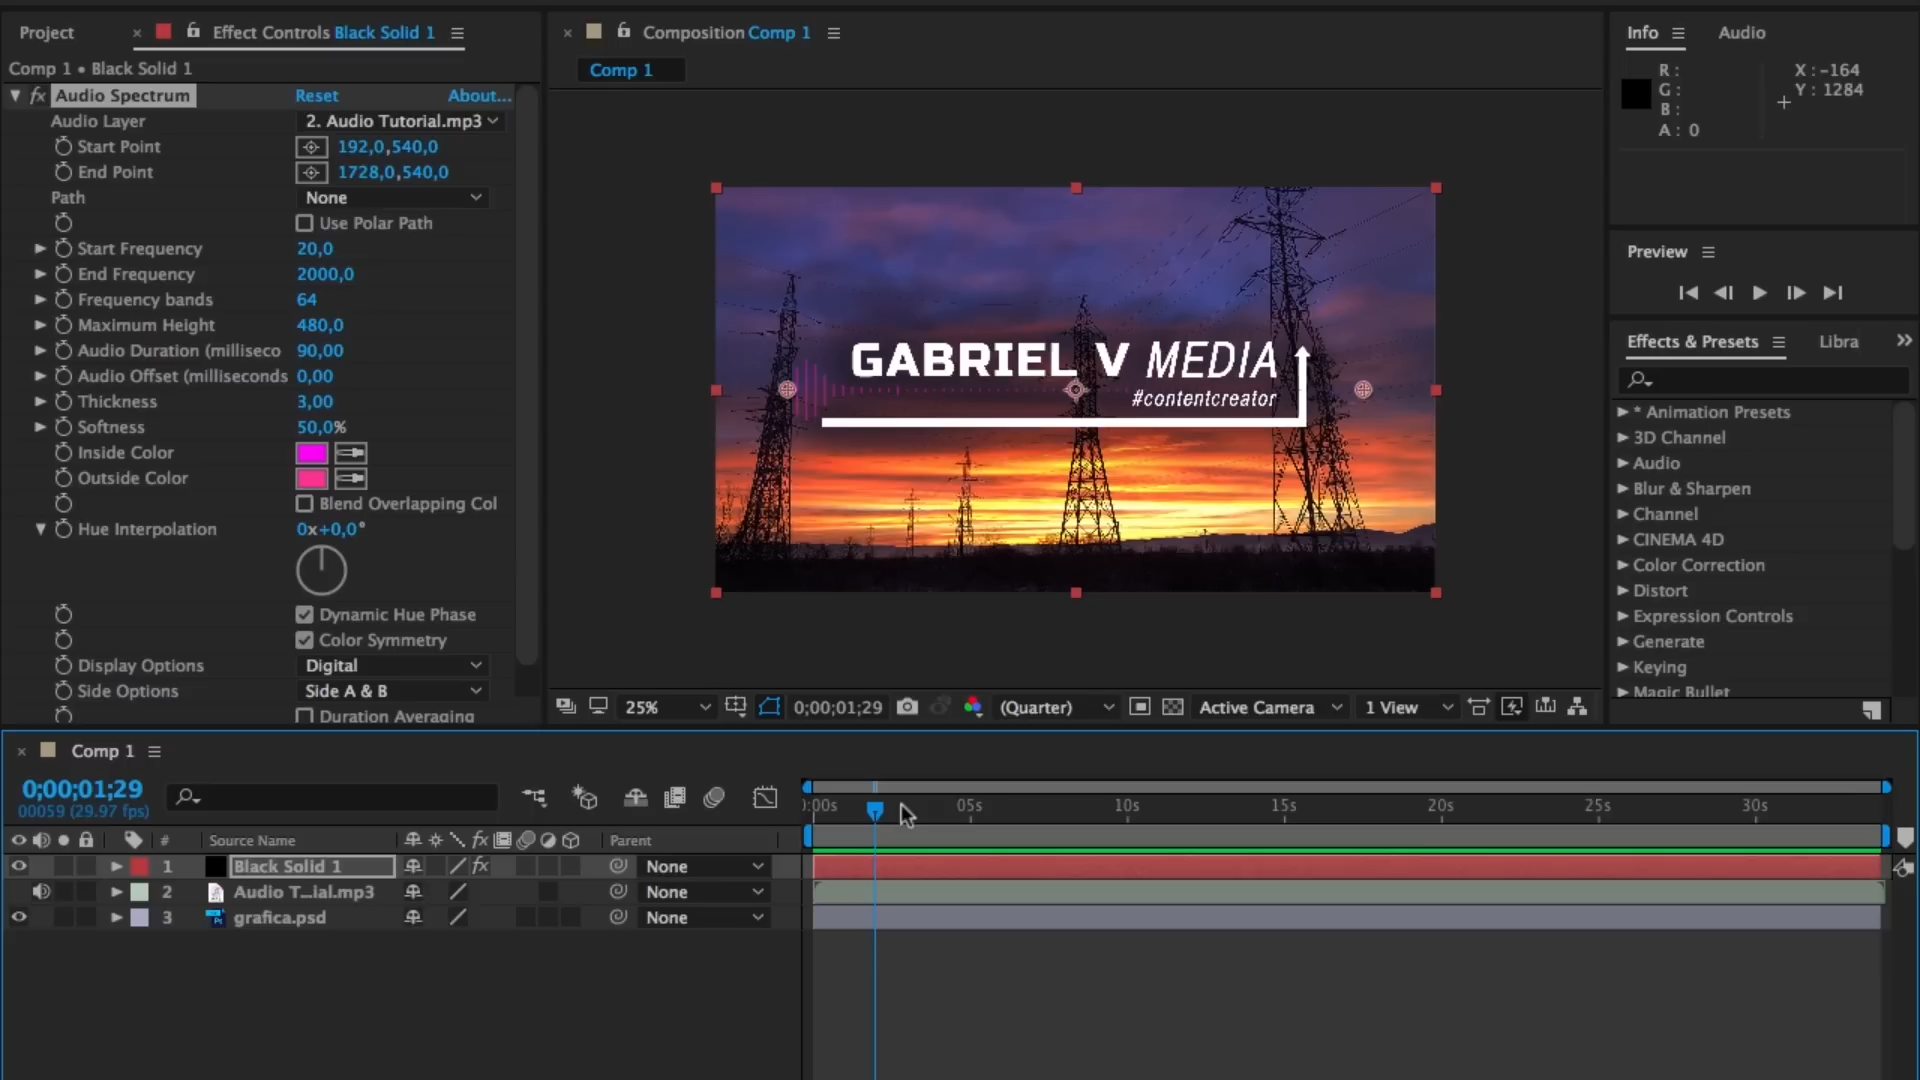 Project
Effect Controls Black Solid 1
Comp 1 • Black Solid 1
fx Audio Spectrum Reset About...
Audio Layer 2. Audio Tutorial.mp3
Start Point 192,0,540,0
End Point 1728,0,540,0
Path None
Use Polar Path
Start Frequency 20,0
End Frequency 2000,0
Frequency bands 64
Maximum Height 480,0
Audio Duration (milliseco 90,00
Audio Offset (milliseconds 0,00
Thickness 3,00
Softness 50,0%
Inside Color
Outside Color
Blend Overlapping Col
Hue Interpolation 0x+0,0°
Dynamic Hue Phase
Color Symmetry
Display Options Digital
Side Options Side A & B
Duration Averaging
Composition Comp 1
Comp 1
GABRIEL V MEDIA
#contentcreator
25% 0;00;01;29 (Quarter) Active Camera 1 View
Info Audio
R :
G :
B :
A : 0
X : -164
Y : 1284
Preview
Effects & Presets Libra
* Animation Presets
3D Channel
Audio
Blur & Sharpen
Channel
CINEMA 4D
Color Correction
Distort
Expression Controls
Generate
Keying
Magic Bullet
Comp 1
0;00;01;29
00059 (29.97 fps)
):00s 05s 10s 15s 20s 25s 30s
# Source Name fx Parent
1 Black Solid 1 fx None
2 Audio T...ial.mp3 None
3 Ps grafica.psd None